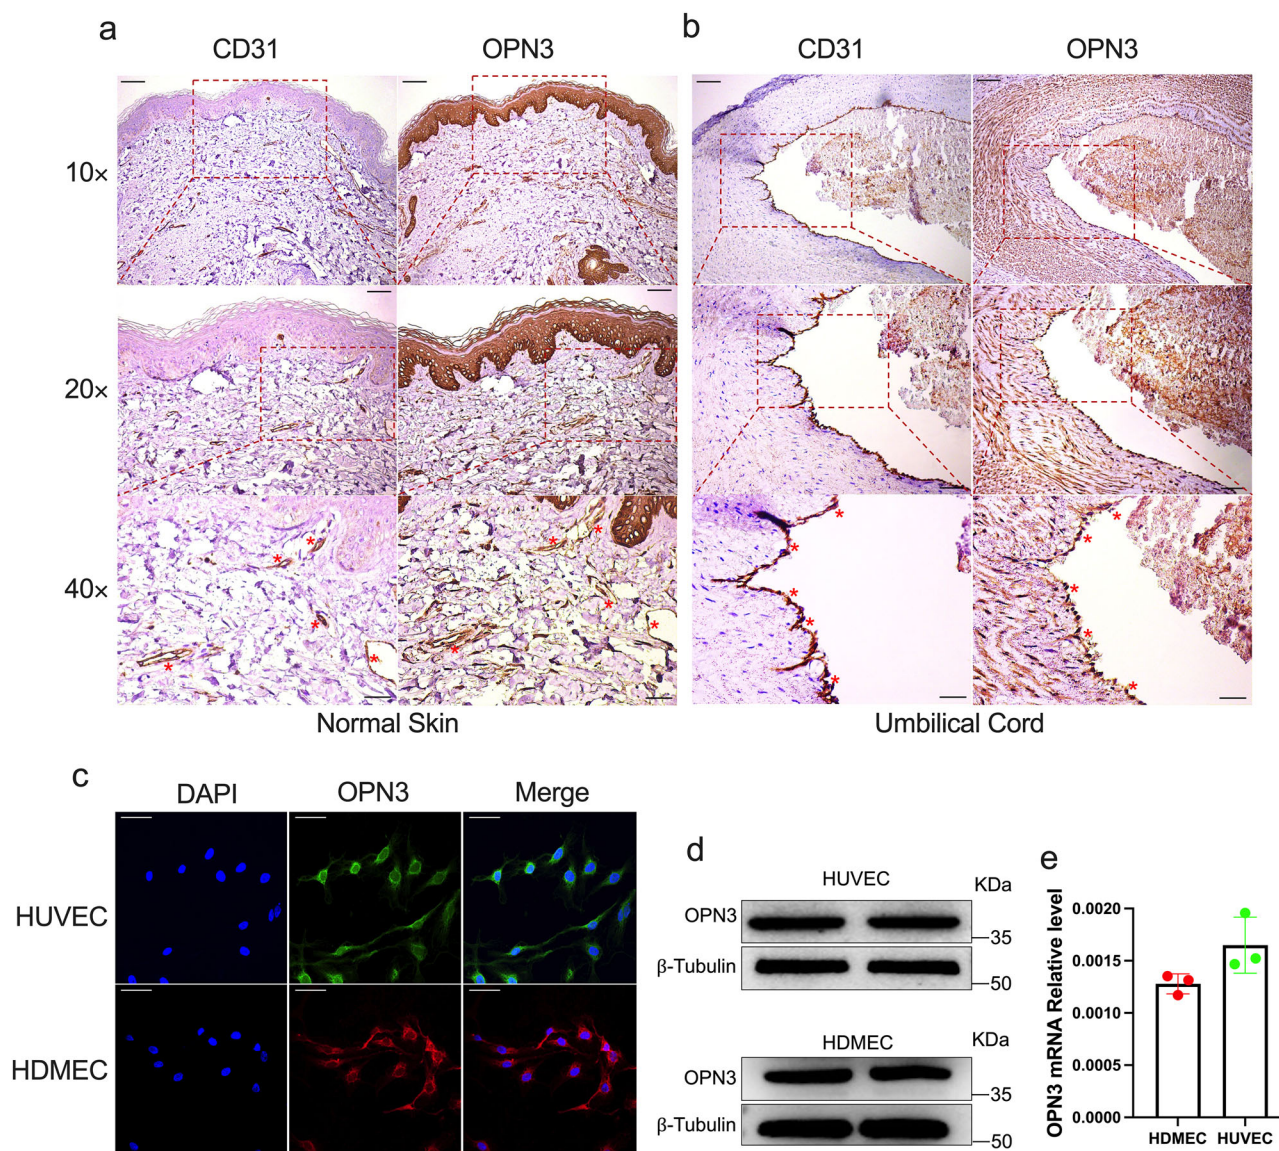 a
CD31
OPN3
10×
20×
40×
Normal Skin
b
CD31
OPN3
Umbilical Cord
c
DAPI
OPN3
Merge
HUVEC
HDMEC
d
HUVEC
KDa
OPN3
35
β-Tubulin
50
HDMEC
KDa
OPN3
35
β-Tubulin
50
e
OPN3 mRNA Relative level
0.0020
0.0015
0.0010
0.0005
0.0000
HDMEC
HUVEC